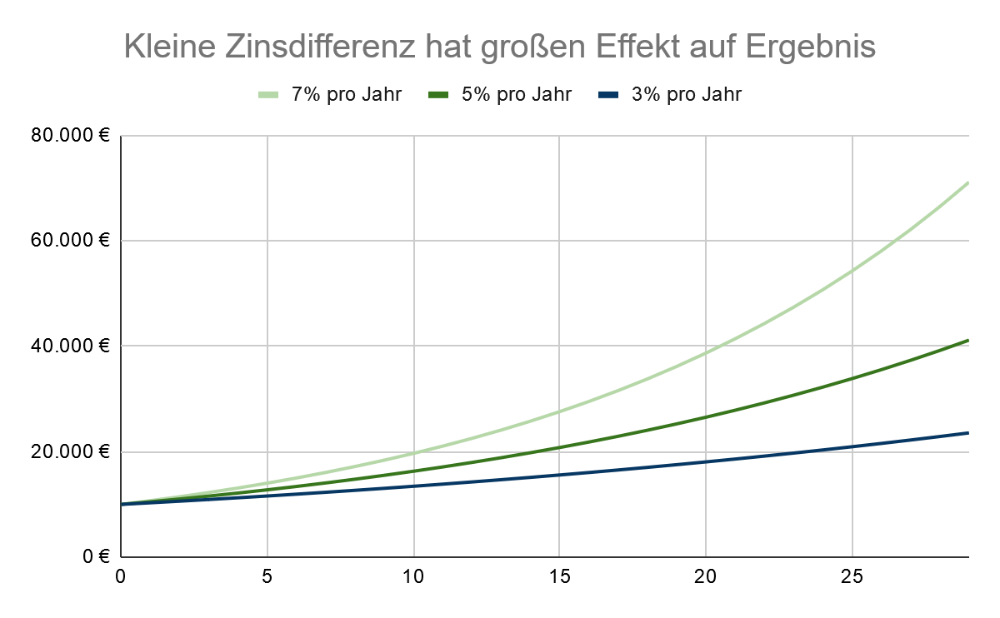 Kleine Zinsdifferenz hat großen Effekt auf Ergebnis
7% pro Jahr 5% pro Jahr 3% pro Jahr
80.000 €
60.000 €
40.000 €
20.000 €
0 €
0 5 10 15 20 25